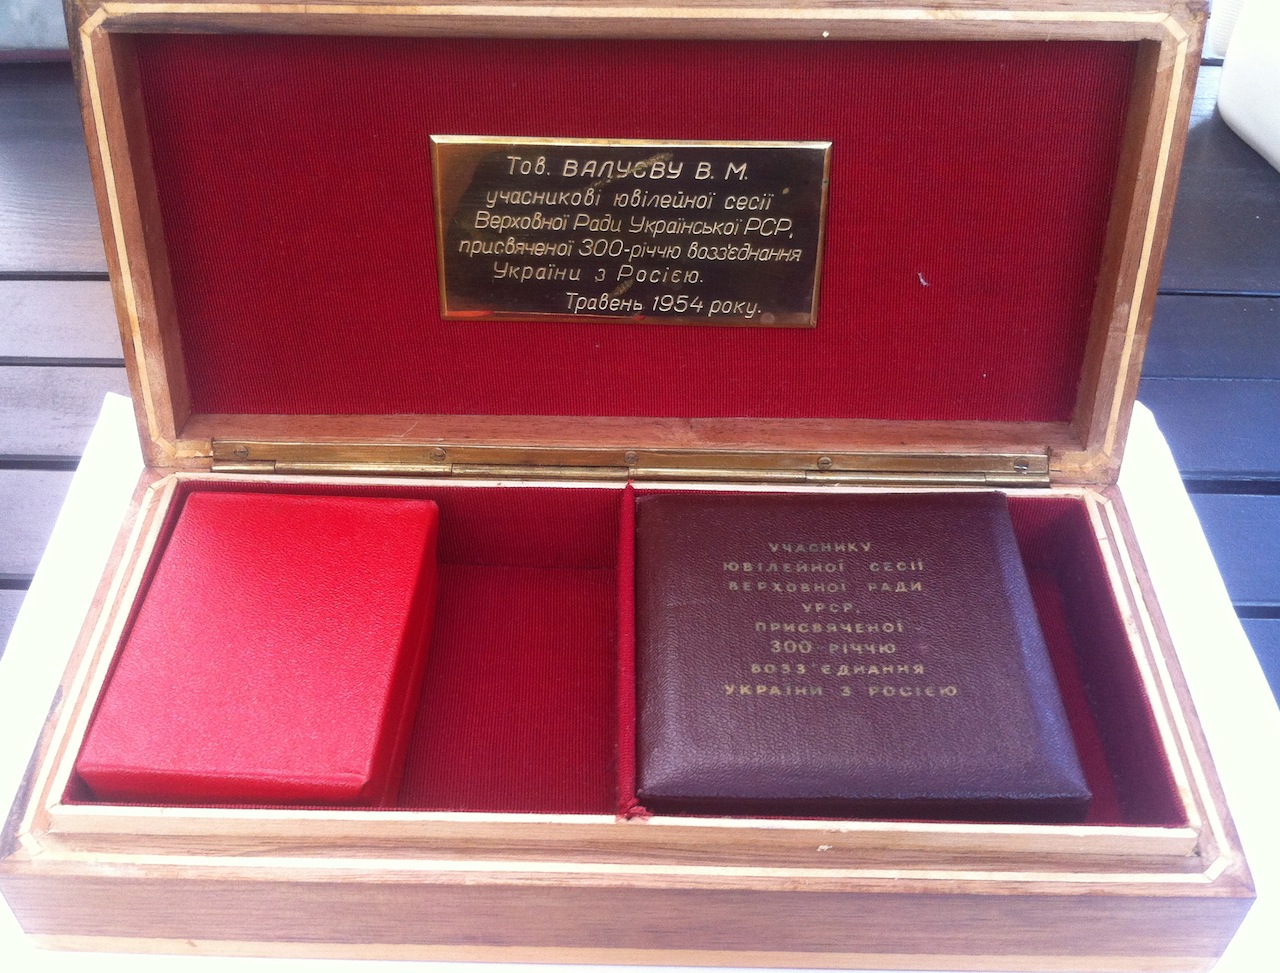 Тов. ВАЛУЄВУ В. М.
учасникові ювілейної сесії
Верховної Ради Української РСР,
присвяченої 300-річчю возз'єднання
України з Росією.
Травень 1954 року.
УЧАСНИКУ
ЮВІЛЕЙНОЇ СЕСІЇ
ВЕРХОВНОЇ РАДИ
УРСР,
ПРИСВЯЧЕНОЇ
300 РІЧЧЮ
ВОЗЗ'ЄДНАННЯ
УКРАЇНИ З РОСІЄЮ